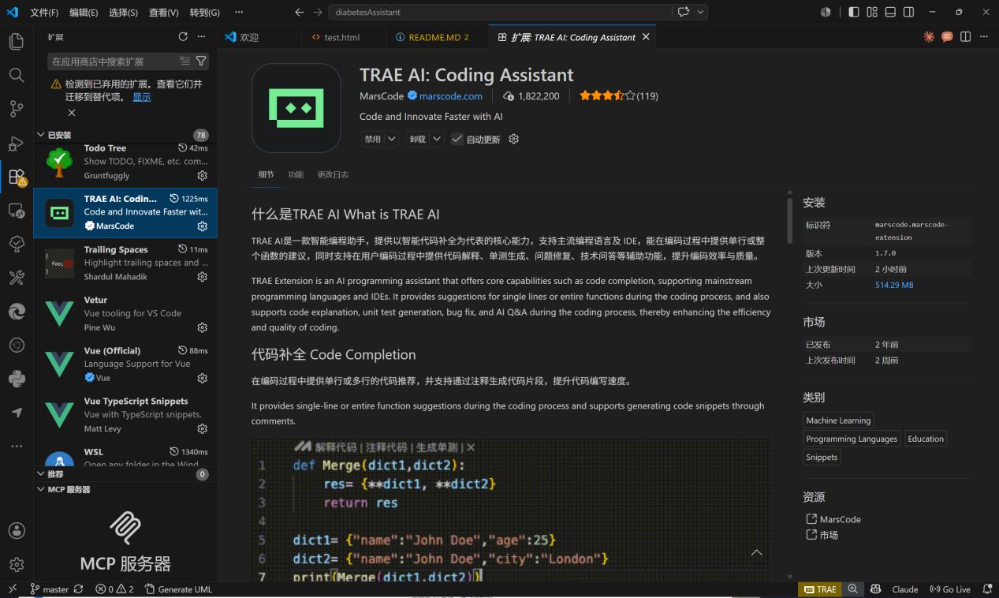 文件(F) 编辑(E) 选择(S) 查看(V) 转到(G) ···
diabetesAssistant
扩展
在应用商店中搜索扩展
检测到已弃用的扩展。查看它们并
迁移到替代项。 显示
已安装 78
Todo Tree 42ms
Show TODO, FIXME, etc. com...
Gruntfuggly
TRAE AI: Codin... 1225ms
Code and Innovate Faster wit...
MarsCode
Trailing Spaces 11ms
Highlight trailing spaces and ...
Shardul Mahadik
Vetur
Vue tooling for VS Code
Pine Wu
Vue (Official) 88ms
Language Support for Vue
Vue
Vue TypeScript Snippets
Vue with TypeScript snippets.
Matt Levy
WSL 1340ms
Open any folder in the Wind...
推荐 0
MCP 服务器
MCP 服务器
欢迎 test.html README.MD 2 扩展: TRAE AI: Coding Assistant
TRAE AI: Coding Assistant
MarsCode marscode.com 1,822,200 (119)
Code and Innovate Faster with AI
禁用 卸载 自动更新
细节 功能 更改日志
什么是TRAE AI What is TRAE AI
TRAE AI是一款智能编程助手，提供以智能代码补全为代表的核心能力，支持主流编程语言及 IDE，能在编码过程中提供单行或整
个函数的建议，同时支持在用户编码过程中提供代码解释、单测生成、问题修复、技术问答等辅助功能，提升编码效率与质量。
TRAE Extension is an AI programming assistant that offers core capabilities such as code completion, supporting mainstream
programming languages and IDEs. It provides suggestions for single lines or entire functions during the coding process, and also
supports code explanation, unit test generation, bug fix, and AI Q&A during the coding process, thereby enhancing the efficiency
and quality of coding.
代码补全 Code Completion
在编码过程中提供单行或多行的代码推荐，并支持通过注释生成代码片段，提升代码编写速度。
It provides single-line or entire function suggestions during the coding process and supports generating code snippets through
comments.
解释代码 | 注释代码 | 生成单测 |
1 def Merge(dict1,dict2):
2 res= {**dict1, **dict2}
3 return res
4
5 dict1= {"name":"John Doe","age":25}
6 dict2= {"name":"John Doe","city":"London"}
7 print(Merge(dict1,dict2))
安装
标识符 marscode.marscode-
extension
版本 1.7.0
上次更新时间 2 小时前
大小 514.29 MB
市场
已发布 2 年前
上次发布时间 2 周前
类别
Machine Learning
Programming Languages Education
Snippets
资源
MarsCode
市场
master 0 2 Generate UML TRAE Claude Go Live